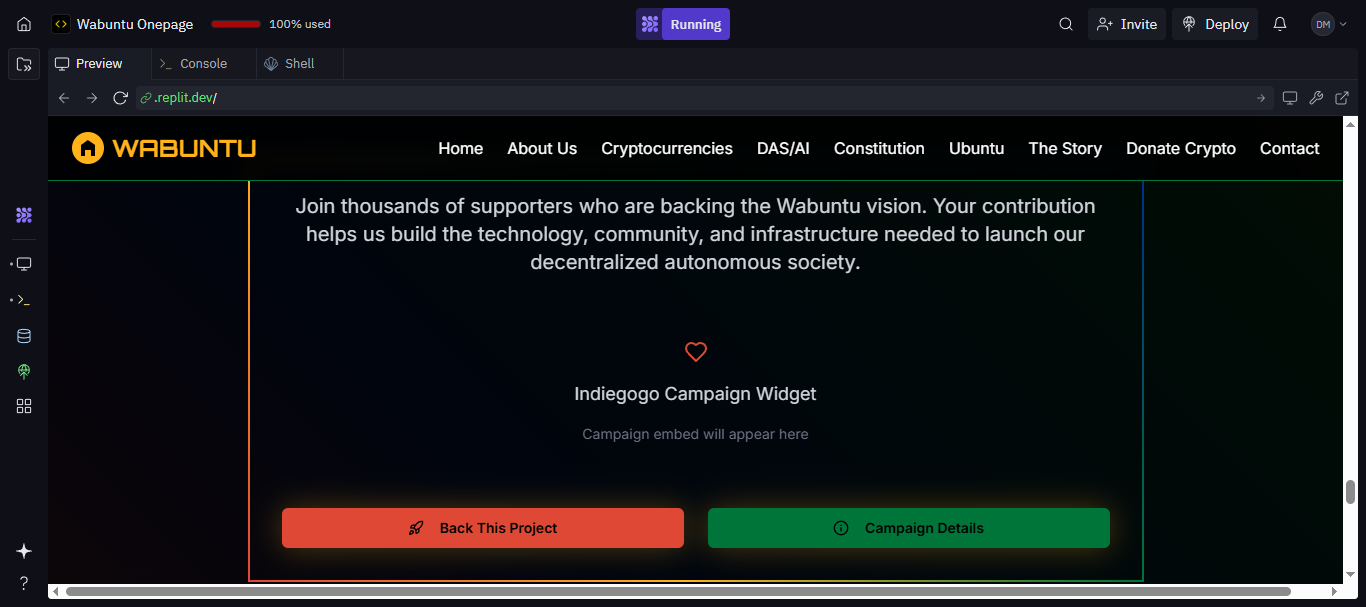 Wabuntu Onepage
100% used
Running
Invite
Deploy
DM
Preview
Console
Shell
.replit.dev/
WABUNTU
Home
About Us
Cryptocurrencies
DAS/AI
Constitution
Ubuntu
The Story
Donate Crypto
Contact
Join thousands of supporters who are backing the Wabuntu vision. Your contribution
helps us build the technology, community, and infrastructure needed to launch our
decentralized autonomous society.
Indiegogo Campaign Widget
Campaign embed will appear here
Back This Project
Campaign Details
?